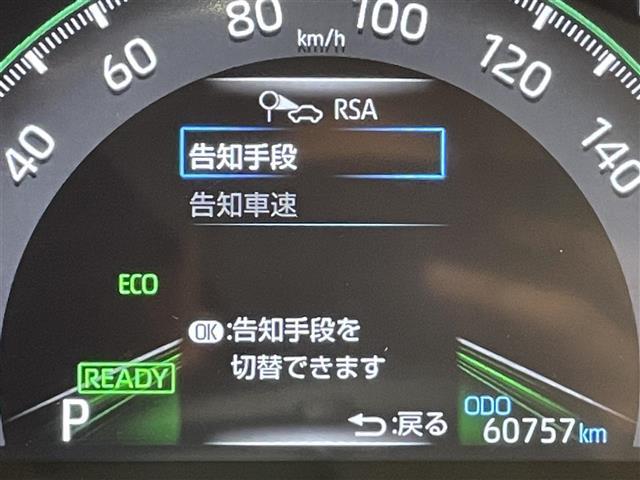 40
60
80
100
120
140
km/h
RSA
告知手段
告知車速
ECO
OK:告知手段を
切替できます
READY
P
:戻る
ODO
60757km